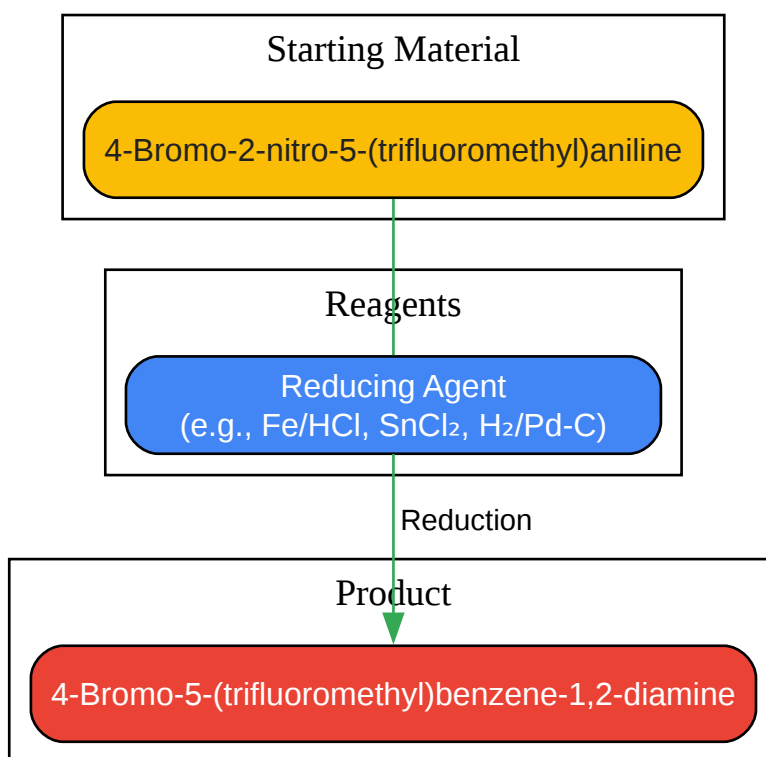 Starting Material
4-Bromo-2-nitro-5-(trifluoromethyl)aniline
Reagents
Reducing Agent
(e.g., Fe/HCl, SnCl₂, H₂/Pd-C)
Reduction
Product
4-Bromo-5-(trifluoromethyl)benzene-1,2-diamine